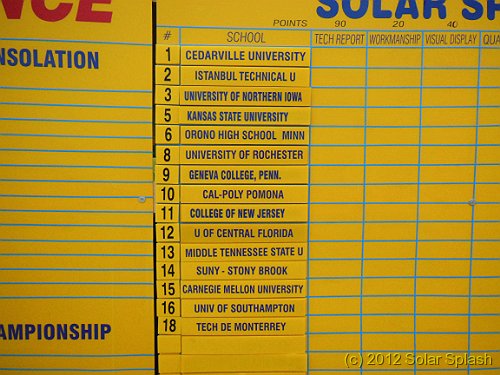 NCE
SOLAR SP
POINTS 90 20 40
# SCHOOL TECH REPORT WORKMANSHIP VISUAL DISPLAY QUA
NSOLATION
1 CEDARVILLE UNIVERSITY
2 ISTANBUL TECHNICAL U
3 UNIVERSITY OF NORTHERN IOWA
5 KANSAS STATE UNIVERSITY
6 ORONO HIGH SCHOOL MINN
8 UNIVERSITY OF ROCHESTER
9 GENEVA COLLEGE, PENN.
10 CAL-POLY POMONA
11 COLLEGE OF NEW JERSEY
12 U OF CENTRAL FLORIDA
13 MIDDLE TENNESSEE STATE U
14 SUNY - STONY BROOK
15 CARNEGIE MELLON UNIVERSITY
16 UNIV OF SOUTHAMPTON
18 TECH DE MONTERREY
AMPIONSHIP
(c) 2012 Solar Splash